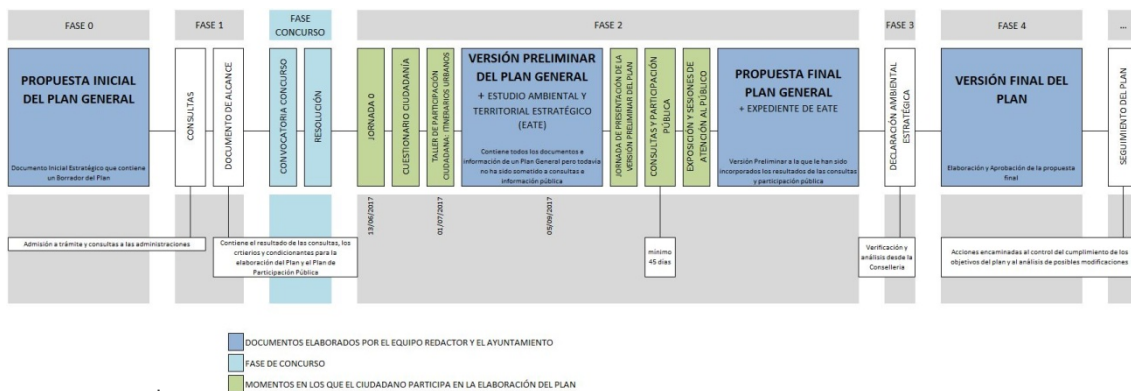 FASE 0
FASE 1
FASE
CONCURSO
FASE 2
FASE 3
FASE 4
...
PROPUESTA INICIAL
DEL PLAN GENERAL
Documento Inicial Estratégico que contiene
un Borrador del Plan
CONSULTAS
DOCUMENTO DE ALCANCE
CONVOCATORIA CONCURSO
RESOLUCIÓN
JORNADA 0
CUESTIONARIO CIUDADANÍA
TALLER DE PARTICIPACIÓN
CIUDADANA: ITINERARIOS URBANOS
VERSIÓN PRELIMINAR
DEL PLAN GENERAL
+ ESTUDIO AMBIENTAL Y
TERRITORIAL ESTRATÉGICO
(EATE)
Contiene todos los documentos e
información de un Plan General pero todavía
no ha sido sometido a consultas e
información pública
JORNADA DE PRESENTACIÓN DE LA
VERSIÓN PRELIMINAR DEL PLAN
CONSULTAS Y PARTICIPACIÓN
PÚBLICA
EXPOSICIÓN Y SESIONES DE
ATENCIÓN AL PÚBLICO
PROPUESTA FINAL
PLAN GENERAL
+ EXPEDIENTE DE EATE
Versión Preliminar a la que le han sido
incorporados los resultados de las consultas
y participación pública
DECLARACIÓN AMBIENTAL
ESTRATÉGICA
VERSIÓN FINAL DEL
PLAN
Elaboración y Aprobación de la propuesta
final
SEGUIMIENTO DEL PLAN
13/06/2017
01/07/2017
05/09/2017
Admisión a trámite y consultas a las administraciones
Contiene el resultado de las consultas, los
criterios y condicionantes para la
elaboración del Plan y el Plan de
Participación Pública
mínimo
45 días
Verificación y
análisis desde la
Conselleria
Acciones encaminadas al control del cumplimiento de los
objetivos del plan y al análisis de posibles modificaciones
DOCUMENTOS ELABORADOS POR EL EQUIPO REDACTOR Y EL AYUNTAMIENTO
FASE DE CONCURSO
MOMENTOS EN LOS QUE EL CIUDADANO PARTICIPA EN LA ELABORACIÓN DEL PLAN